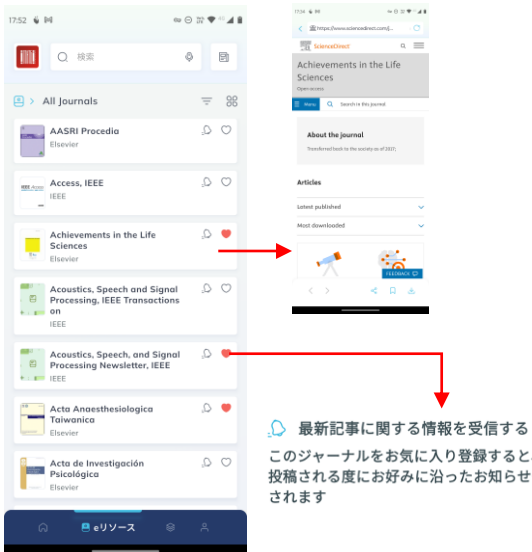 17:52
検索
All Journals
AASRI Procedia
Elsevier
IEEE Access
Access, IEEE
IEEE
Achievements in the Life
Sciences
Elsevier
Acoustics, Speech and Signal
Processing, IEEE Transactions
on
IEEE
Acoustics, Speech, and Signal
Processing Newsletter, IEEE
IEEE
Acta Anaesthesiologica
Taiwanica
Elsevier
Acta de Investigación
Psicológica
Elsevier
eリソース
https://www.sciencedirect.com/j...
ScienceDirect
Achievements in the Life
Sciences
Open access
Menu
Search in this journal
About the journal
Transferred back to the society as of 2017;
Articles
Latest published
Most downloaded
FEEDBACK
最新記事に関する情報を受信する
このジャーナルをお気に入り登録すると、
投稿される度にお好みに沿ったお知らせ
されます